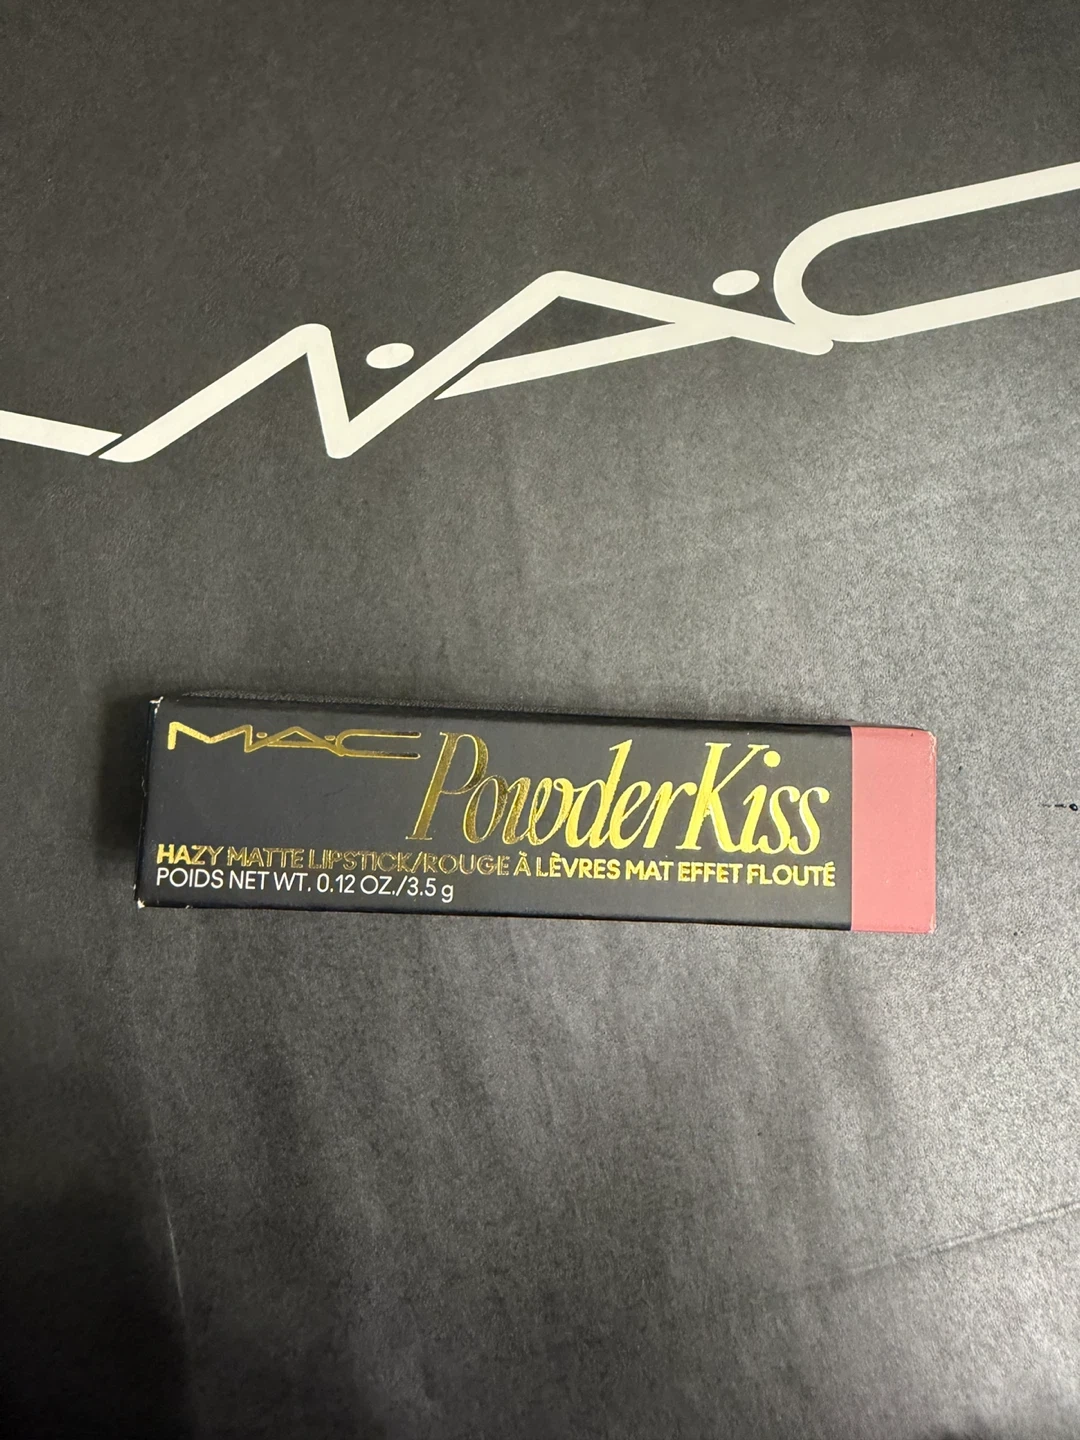 M·A·C
M·A·C PowderKiss
HAZY MATTE LIPSTICK/ROUGE À LÈVRES MAT EFFET FLOUTÉ
POIDS NET WT. 0.12 OZ./3.5 g